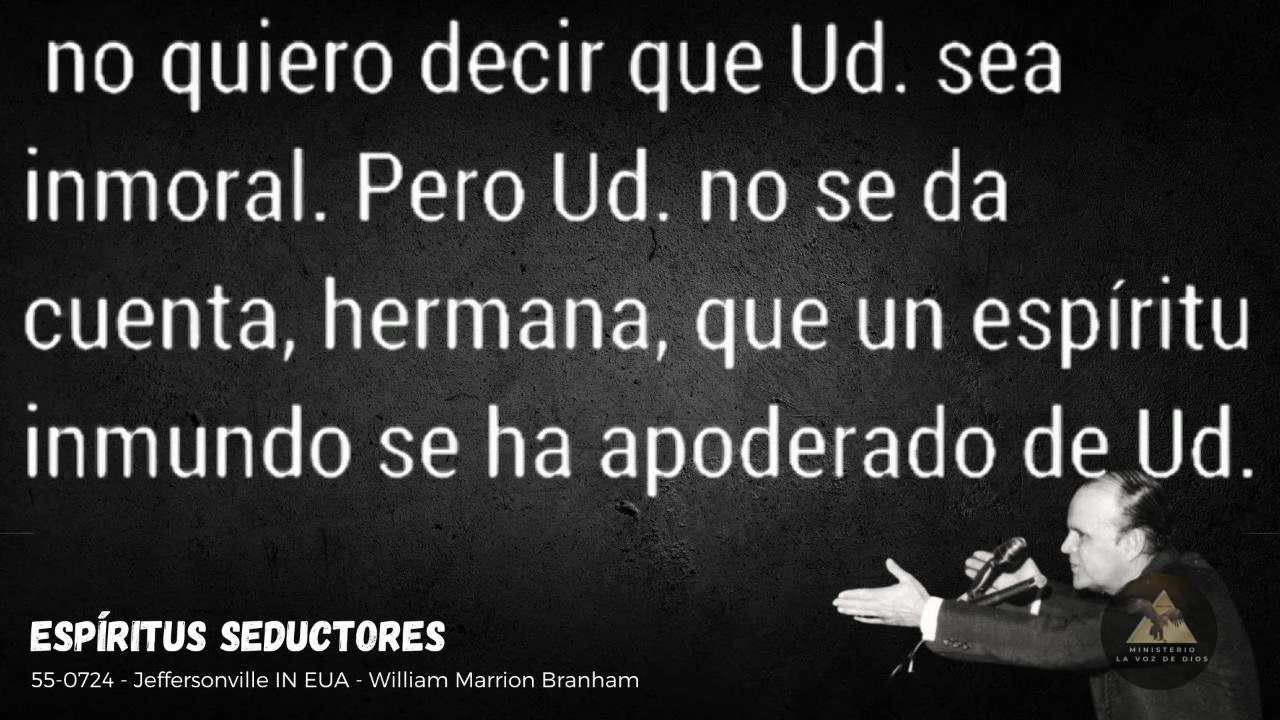 no quiero decir que Ud. sea
inmoral. Pero Ud. no se da
cuenta, hermana, que un espíritu
inmundo se ha apoderado de Ud.
ESPÍRITUS SEDUCTORES
55-0724 - Jeffersonville IN EUA - William Marrion Branham
MINISTERIO
LA VOZ DE DIOS